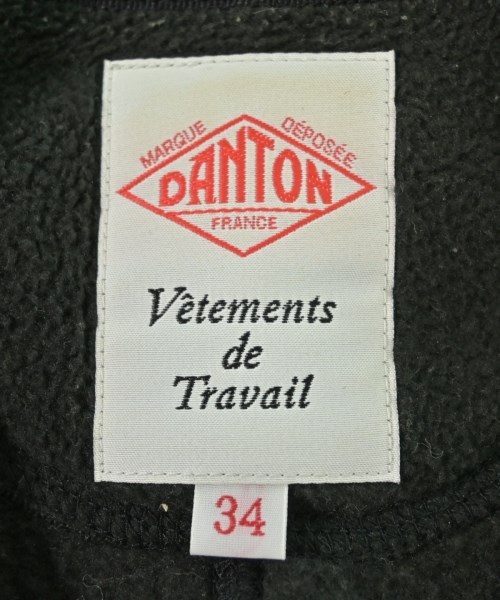 MARQUE DÉPOSÉE
DANTON
FRANCE
Vêtements
de
Travail
34